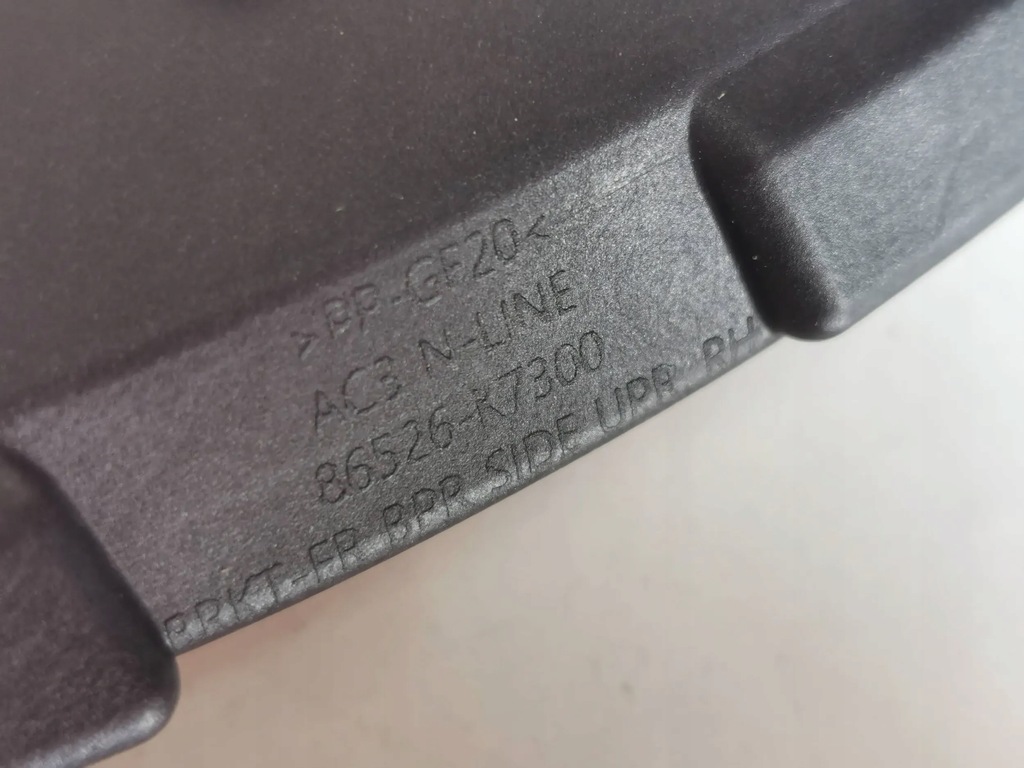 >PP-GF20<
AC3 N-LINE
86526-K7300
BRKT-FR BPR SIDE UPR, RH